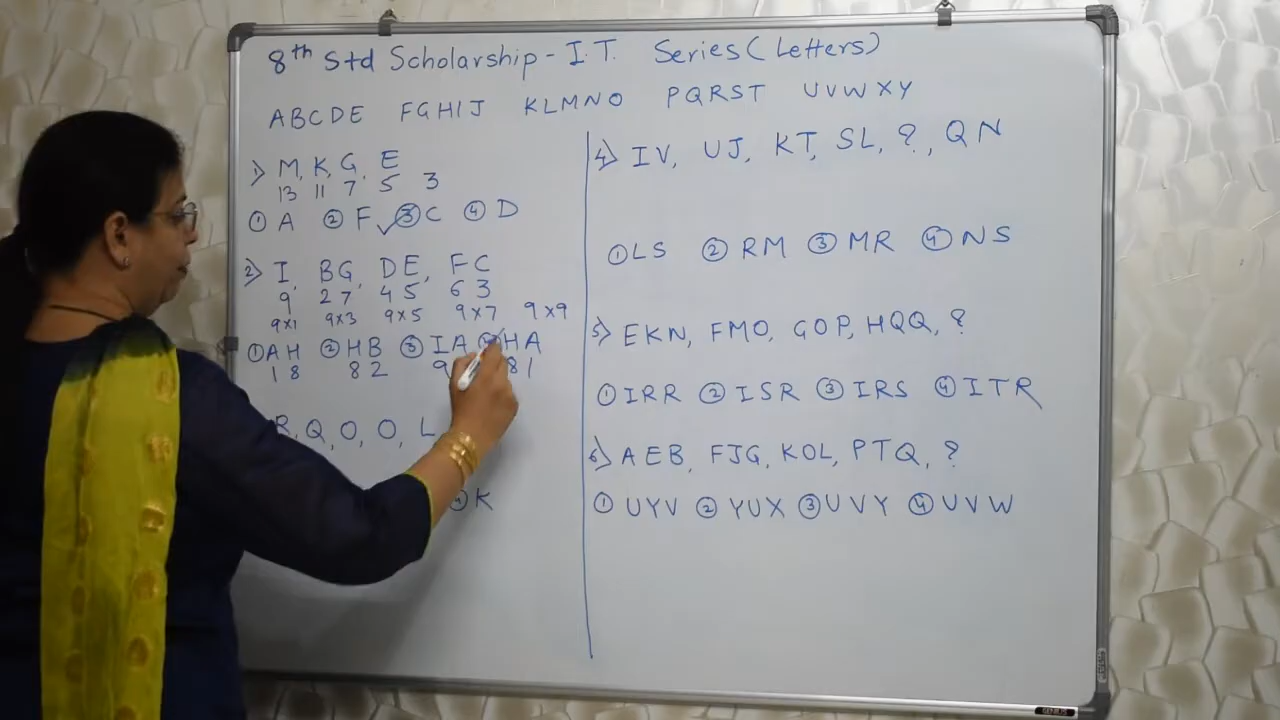 8th Std Scholarship - I.T. Series (Letters)
ABCDE FGHIJ KLMNO PQRST UVWXY
1) M, K, G, E
13 11 7 5 3
① A ② F ③ C ④ D
2) I, BG, DE, FC
9 27 45 63
9x1 9x3 9x5 9x7 9x9
① AH ② HB ③ IA ④ HA
18 82 9 81
R, Q, O, O, L
④ K
4) IV, UJ, KT, SL, ?, QN
① LS ② RM ③ MR ④ NS
5) EKN, FMO, GOP, HQQ, ?
① IRR ② ISR ③ IRS ④ ITR
6) AEB, FJG, KOL, PTQ, ?
① UYV ② YUX ③ UVY ④ UVW